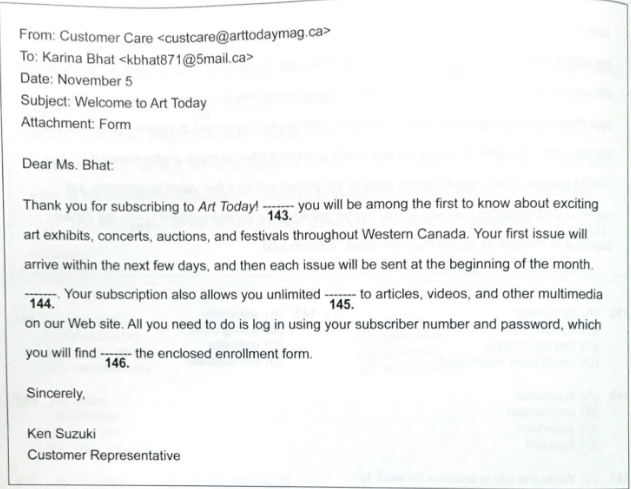 From: Customer Care <custcare@arttodaymag.ca>
To: Karina Bhat <kbhat871@5mail.ca>
Date: November 5
Subject: Welcome to Art Today
Attachment: Form
Dear Ms. Bhat:
Thank you for subscribing to Art Today! ------- you will be among the first to know about exciting
143.
art exhibits, concerts, auctions, and festivals throughout Western Canada. Your first issue will
arrive within the next few days, and then each issue will be sent at the beginning of the month.
-------. Your subscription also allows you unlimited ------- to articles, videos, and other multimedia
144. 145.
on our Web site. All you need to do is log in using your subscriber number and password, which
you will find ------- the enclosed enrollment form.
146.
Sincerely,
Ken Suzuki
Customer Representative